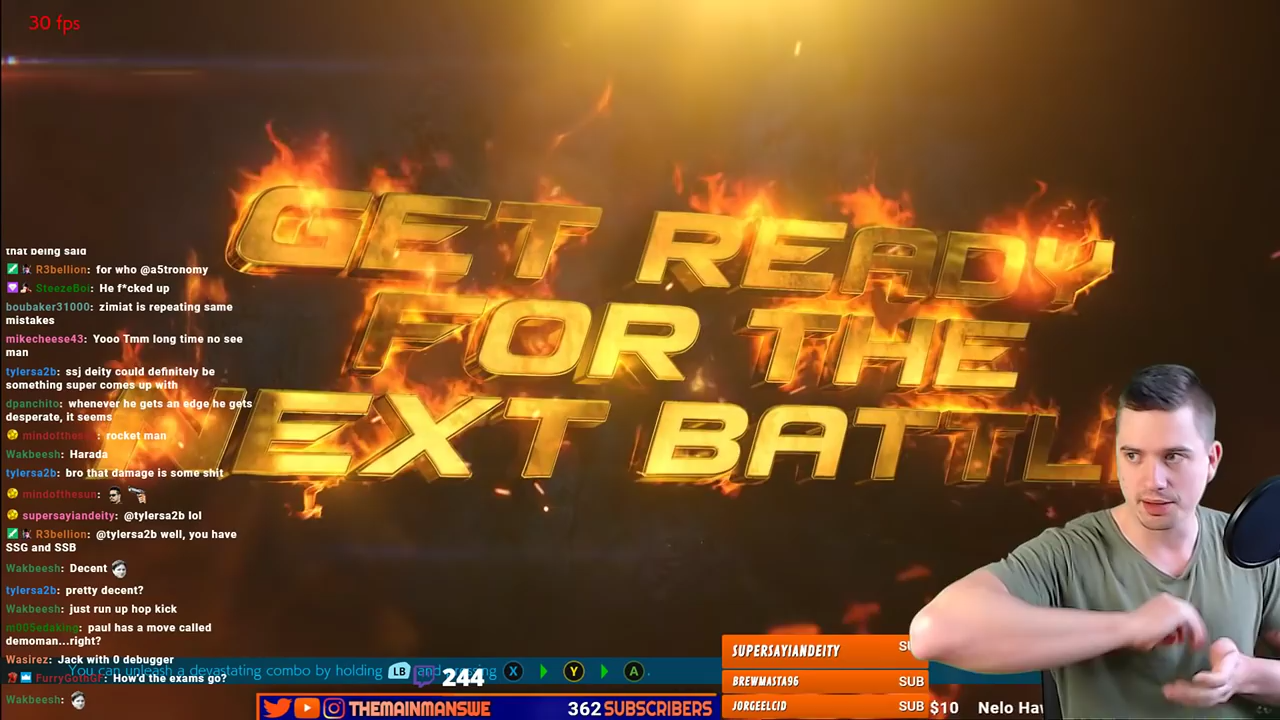 30 fps
GET READY
FOR THE
NEXT BATTLE
that being said
R3bellion: for who @a5tronomy
SteezeBoi: He f*cked up
boubaker31000: zimiat is repeating same
mistakes
mikecheese43: Yooo Tmm long time no see
man
tylersa2b: ssj deity could definitely be
something super comes up with
dpanchito: whenever he gets an edge he gets
desperate, it seems
rocket man
Wakbeesh: Harada
tylersa2b: bro that damage is some shit
mindofthesun:
supersayiandeity: @tylersa2b lol
R3bellion: @tylersa2b well, you have
SSG and SSB
Wakbeesh: Decent
tylersa2b: pretty decent?
Wakbeesh: just run up hop kick
m005edaking: paul has a move called
demoman...right?
Wasirez: Jack with 0 debugger
FurryGothGF: How'd the exams go?
Wakbeesh:
You can unleash a devastating combo by holding LB and pressing X Y A .
244
THEMAINMANSWE 362 SUBSCRIBERS
SUPERSAYIANDEITY
BREWMASTA96 SUB
JORGEELCID SUB
$10 Nelo